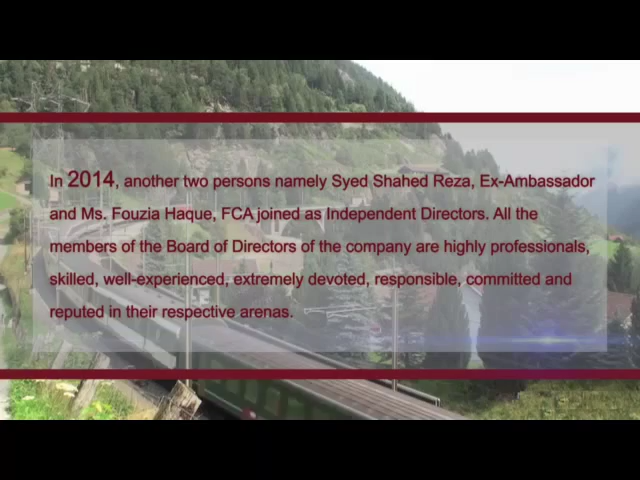 In 2014, another two persons namely Syed Shahed Reza, Ex-Ambassador
and Ms. Fouzia Haque, FCA joined as Independent Directors. All the
members of the Board of Directors of the company are highly professionals,
skilled, well-experienced, extremely devoted, responsible, committed and
reputed in their respective arenas.